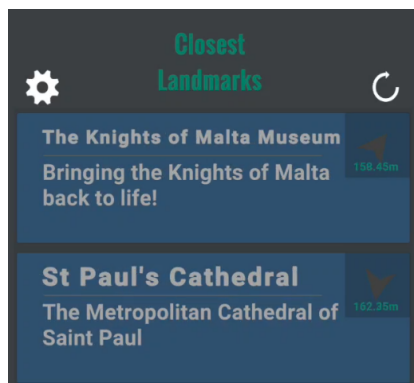 Closest
Landmarks
The Knights of Malta Museum
158.45m
Bringing the Knights of Malta
back to life!
St Paul's Cathedral
The Metropolitan Cathedral of
162.35m
Saint Paul